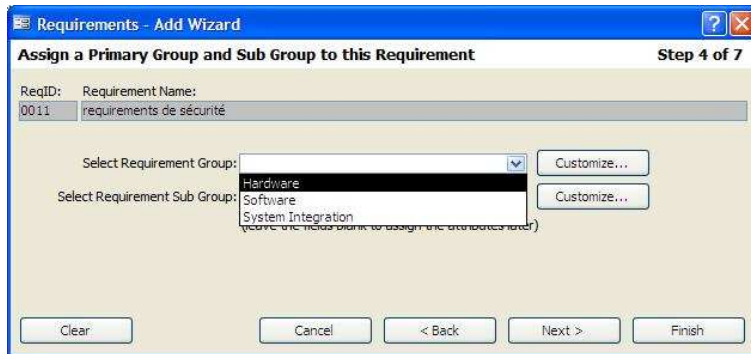 Requirements - Add Wizard
Assign a Primary Group and Sub Group to this Requirement Step 4 of 7
ReqID: Requirement Name:
0011 requirements de sécurité
Select Requirement Group: Customize...
Hardware
Select Requirement Sub Group: Customize...
Software
System Integration
(leave the fields blank to assign the attributes later)
Clear Cancel < Back Next > Finish